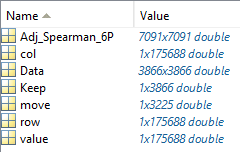 Name Value
Adj_Spearman_6P 7091x7091 double
col 1x175688 double
Data 3866x3866 double
Keep 1x3866 double
move 1x3225 double
row 1x175688 double
value 1x175688 double